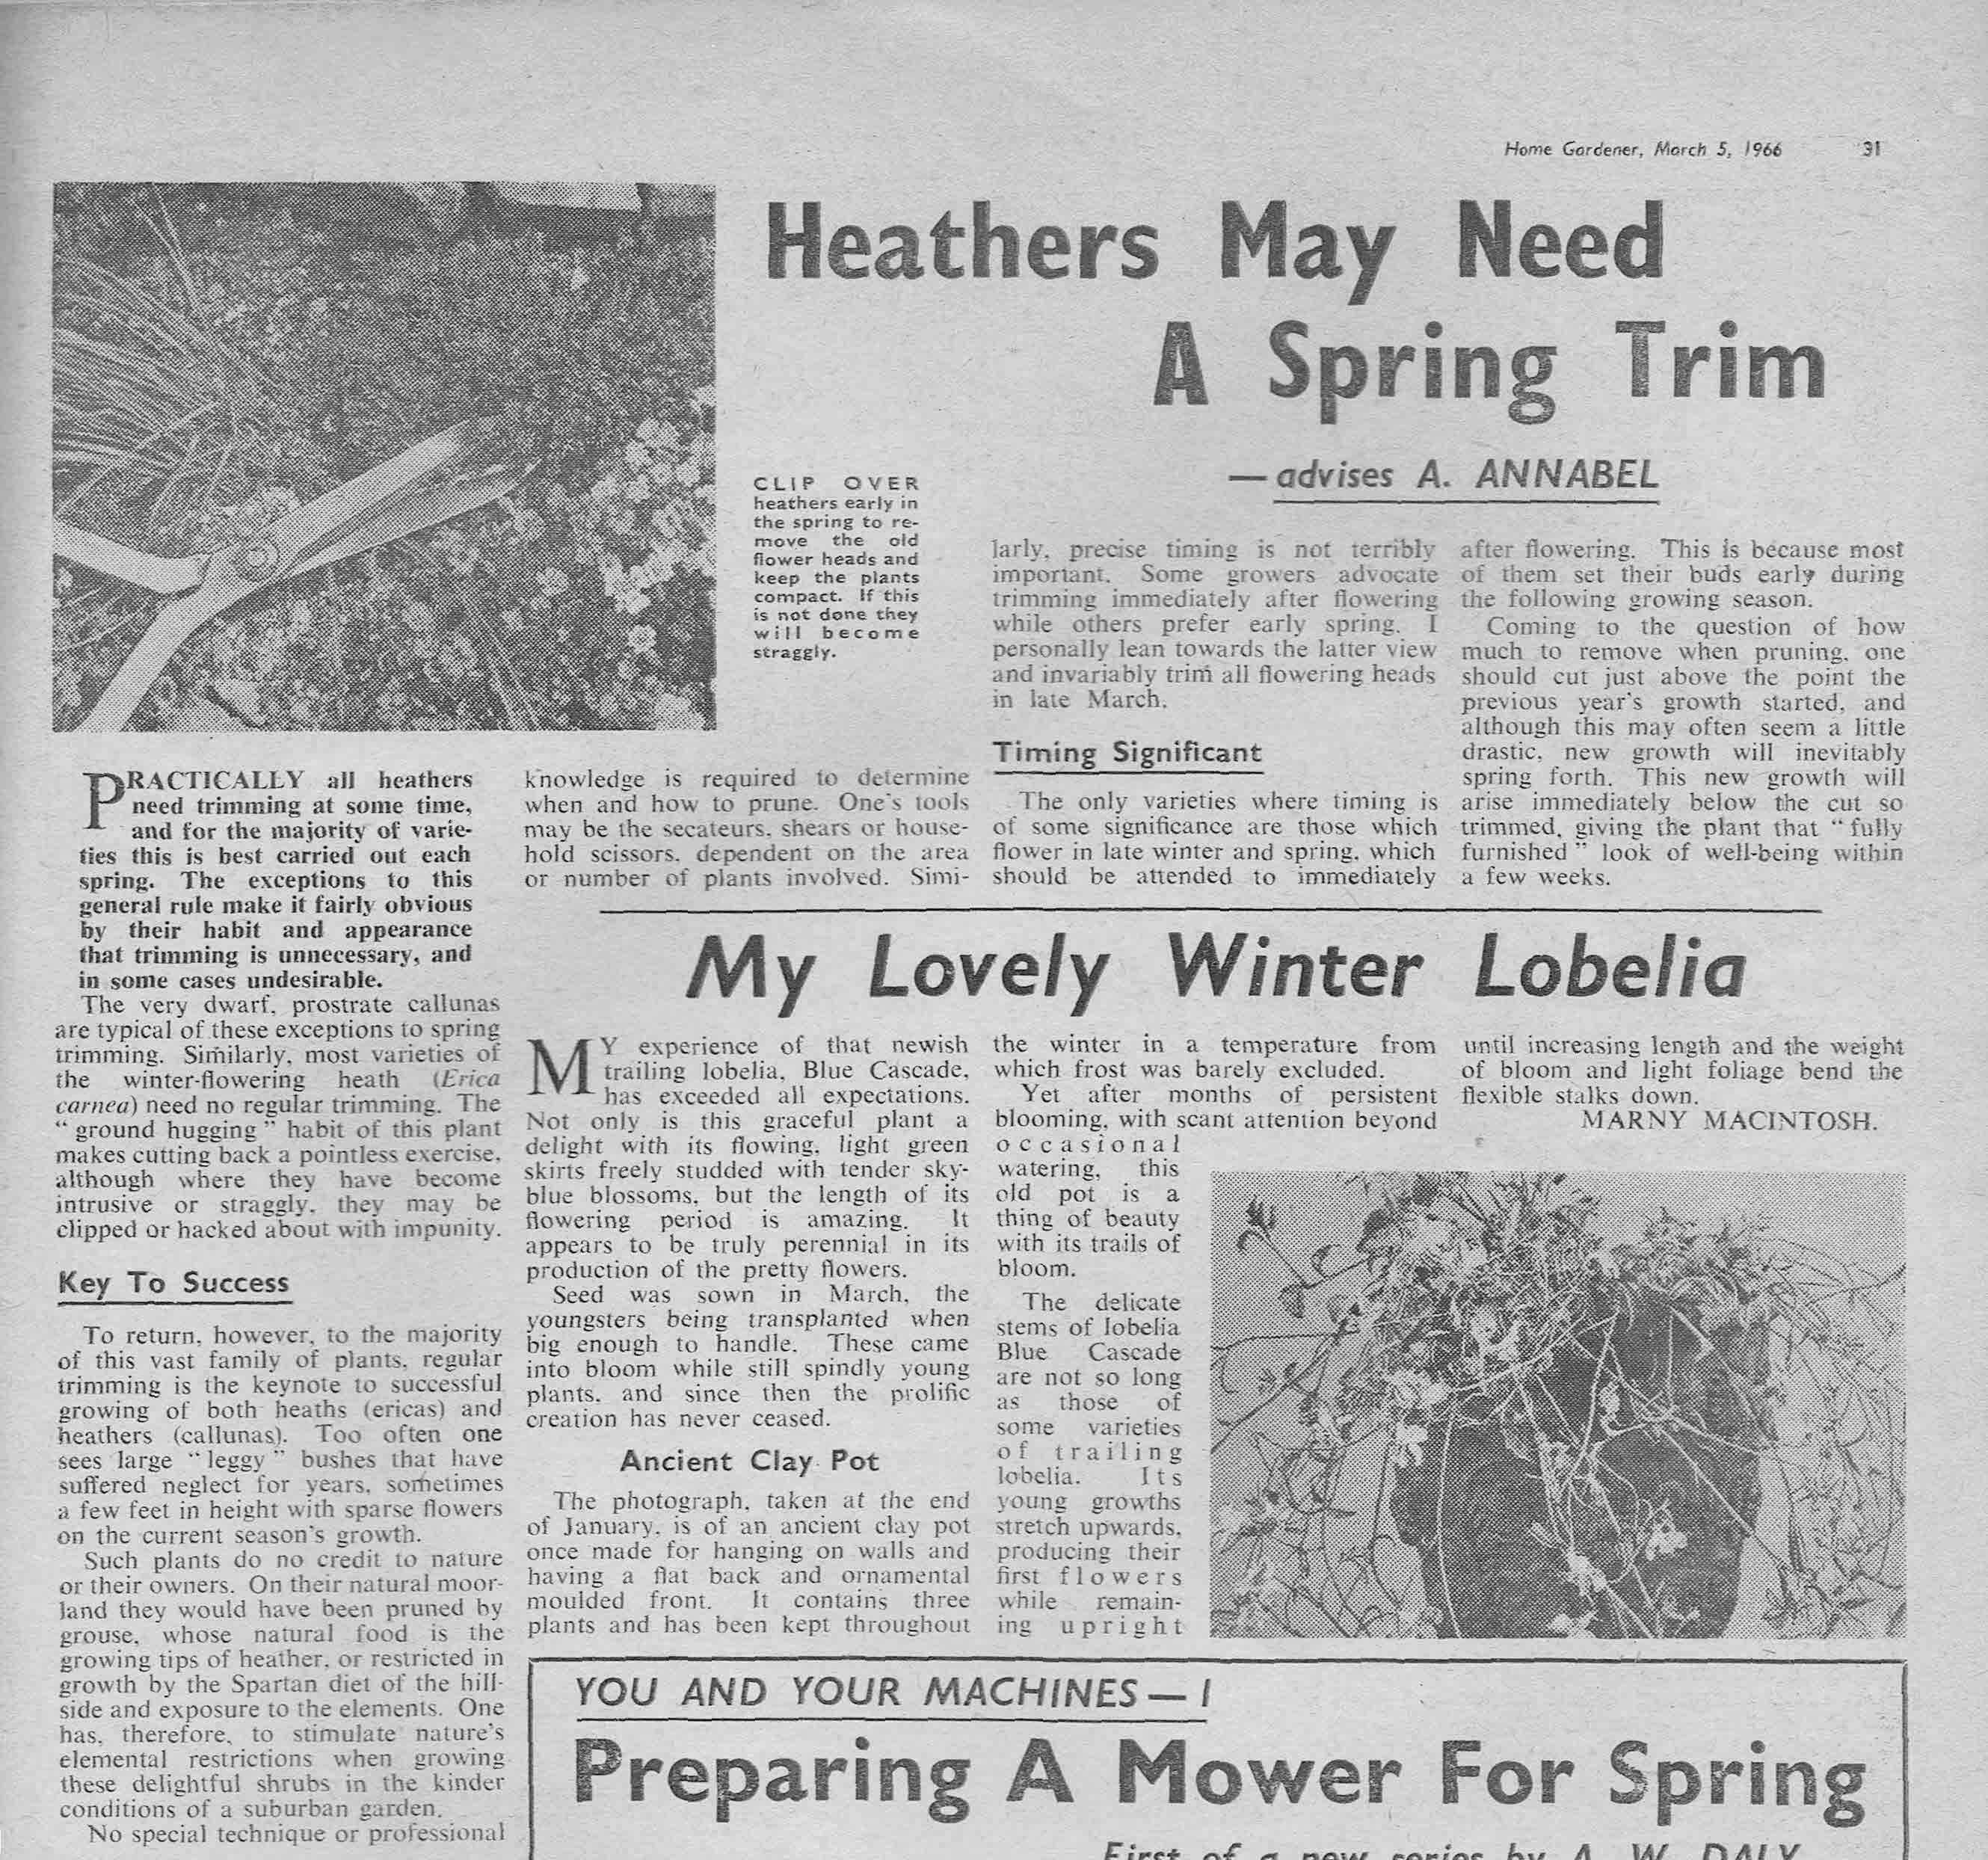 Home Gardener, March 5, 1966 31
Heathers May Need
A Spring Trim
— advises A. ANNABEL
CLIP OVER
heathers early in
the spring to re-
move the old
flower heads and
keep the plants
compact. If this
is not done they
will become
straggly.
PRACTICALLY all heathers
need trimming at some time,
and for the majority of varie-
ties this is best carried out each
spring. The exceptions to this
general rule make it fairly obvious
by their habit and appearance
that trimming is unnecessary, and
in some cases undesirable.
The very dwarf, prostrate callunas
are typical of these exceptions to spring
trimming. Similarly, most varieties of
the winter-flowering heath (Erica
carnea) need no regular trimming. The
" ground hugging " habit of this plant
makes cutting back a pointless exercise,
although where they have become
intrusive or straggly, they may be
clipped or hacked about with impunity.
Key To Success
To return, however, to the majority
of this vast family of plants, regular
trimming is the keynote to successful
growing of both heaths (ericas) and
heathers (callunas). Too often one
sees large " leggy " bushes that have
suffered neglect for years, sometimes
a few feet in height with sparse flowers
on the current season's growth.
Such plants do no credit to nature
or their owners. On their natural moor-
land they would have been pruned by
grouse, whose natural food is the
growing tips of heather, or restricted in
growth by the Spartan diet of the hill-
side and exposure to the elements. One
has, therefore, to stimulate nature's
elemental restrictions when growing
these delightful shrubs in the kinder
conditions of a suburban garden.
No special technique or professional
knowledge is required to determine
when and how to prune. One's tools
may be the secateurs, shears or house-
hold scissors, dependent on the area
or number of plants involved. Simi-
larly, precise timing is not terribly
important. Some growers advocate
trimming immediately after flowering
while others prefer early spring. I
personally lean towards the latter view
and invariably trim all flowering heads
in late March.
Timing Significant
The only varieties where timing is
of some significance are those which
flower in late winter and spring, which
should be attended to immediately
after flowering. This is because most
of them set their buds early during
the following growing season.
Coming to the question of how
much to remove when pruning, one
should cut just above the point the
previous year's growth started, and
although this may often seem a little
drastic, new growth will inevitably
spring forth. This new growth will
arise immediately below the cut so
trimmed, giving the plant that " fully
furnished " look of well-being within
a few weeks.
My Lovely Winter Lobelia
MY experience of that newish
trailing lobelia, Blue Cascade,
has exceeded all expectations.
Not only is this graceful plant a
delight with its flowing, light green
skirts freely studded with tender sky-
blue blossoms, but the length of its
flowering period is amazing. It
appears to be truly perennial in its
production of the pretty flowers.
Seed was sown in March, the
youngsters being transplanted when
big enough to handle. These came
into bloom while still spindly young
plants, and since then the prolific
creation has never ceased.
Ancient Clay Pot
The photograph, taken at the end
of January, is of an ancient clay pot
once made for hanging on walls and
having a flat back and ornamental
moulded front. It contains three
plants and has been kept throughout
the winter in a temperature from
which frost was barely excluded.
Yet after months of persistent
blooming, with scant attention beyond
occasional
watering, this
old pot is a
thing of beauty
with its trails of
bloom.
The delicate
stems of lobelia
Blue Cascade
are not so long
as those of
some varieties
of trailing
lobelia. Its
young growths
stretch upwards,
producing their
first flowers
while remain-
ing upright
until increasing length and the weight
of bloom and light foliage bend the
flexible stalks down.
MARNY MACINTOSH.
YOU AND YOUR MACHINES — I
Preparing A Mower For Spring
First of a new series by A. W. DALY